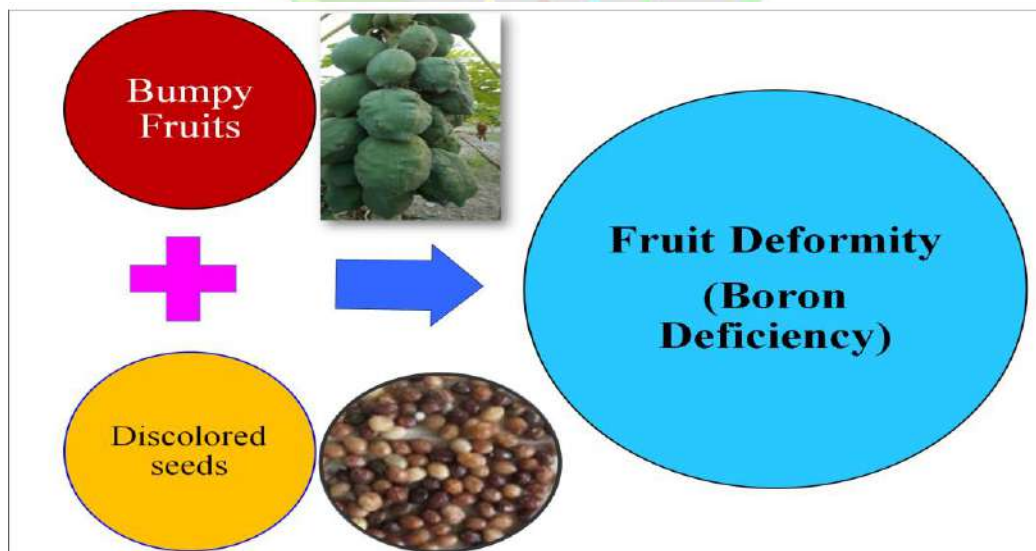 Bumpy
Fruits
Fruit Deformity
(Boron
Deficiency)
Discolored
seeds